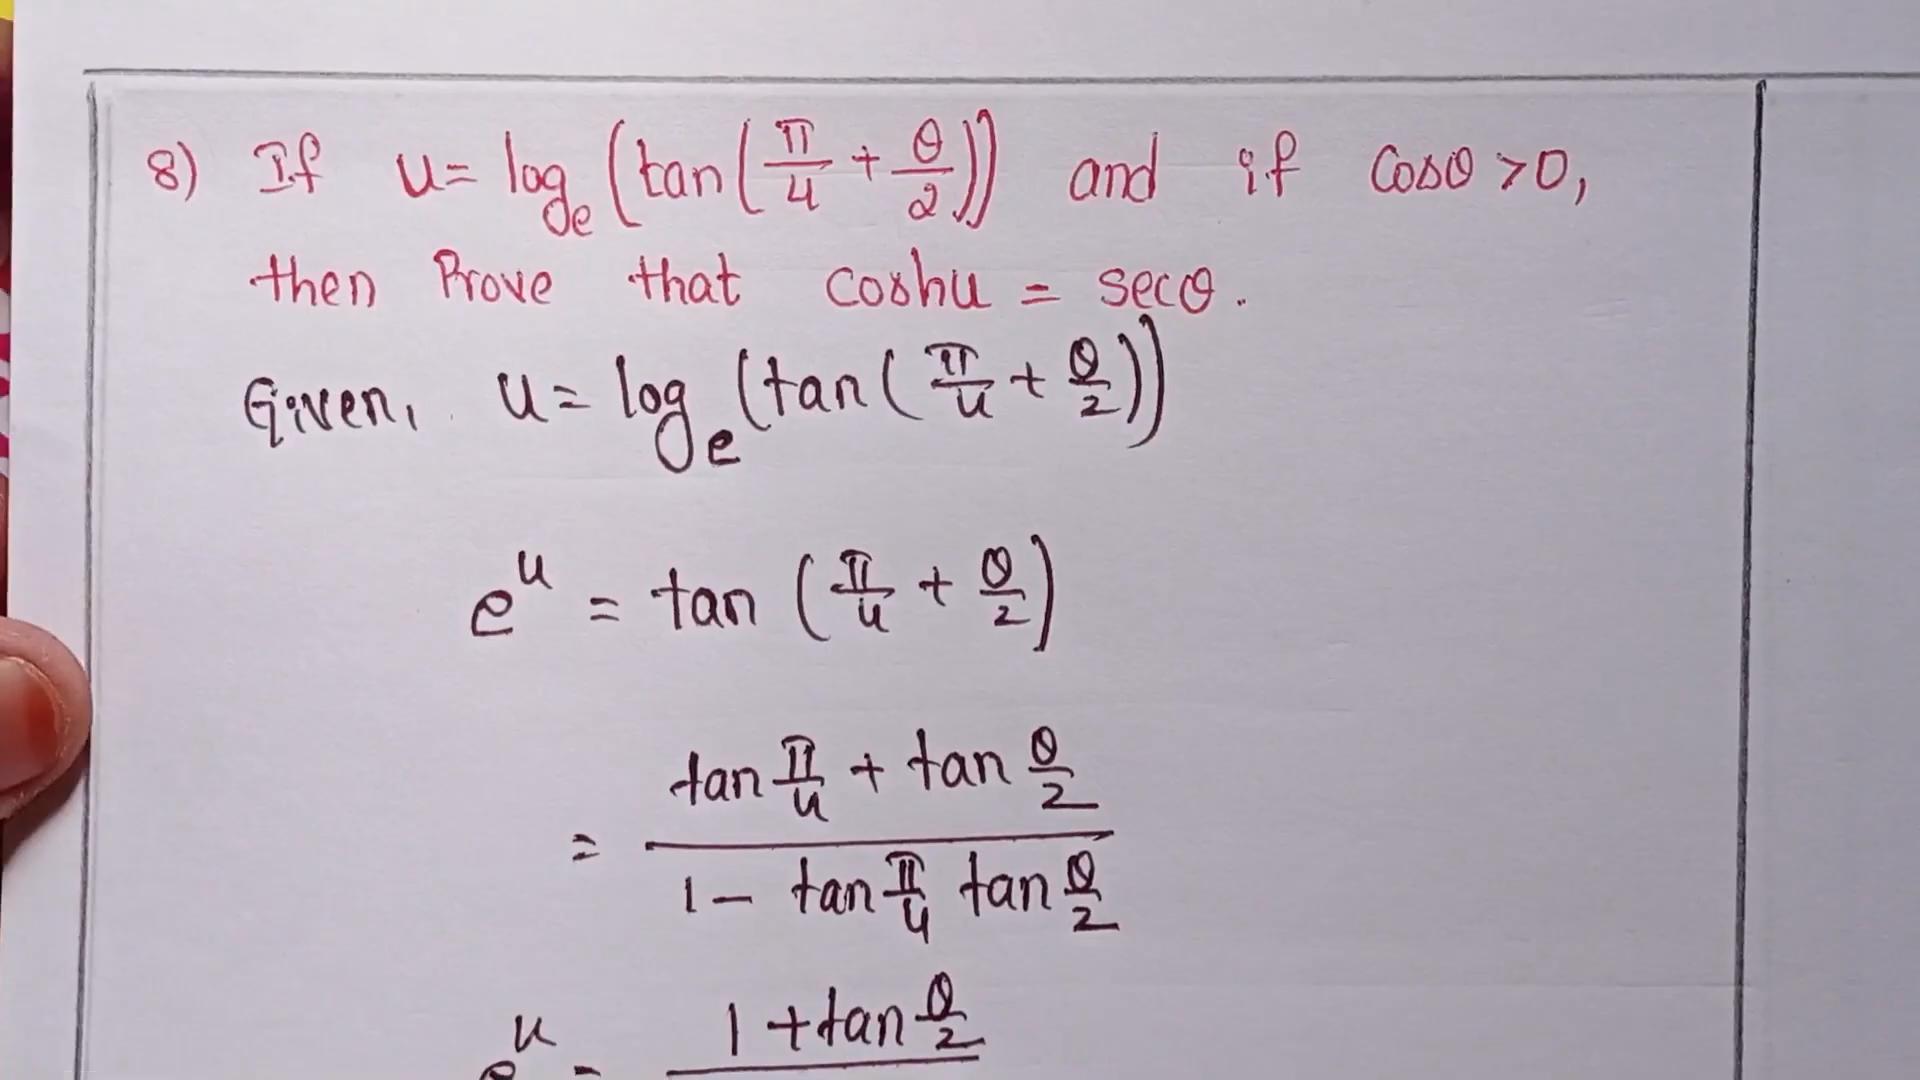 8) If u = log_e (tan(π/4 + θ/2)) and if cosθ >0,
then Prove that coshu = secθ.
Given, u = log_e (tan(π/4 + θ/2))
e^u = tan (π/4 + θ/2)
= (tan π/4 + tan θ/2) / (1 - tan π/4 tan θ/2)
e^u = 1 + tan θ/2